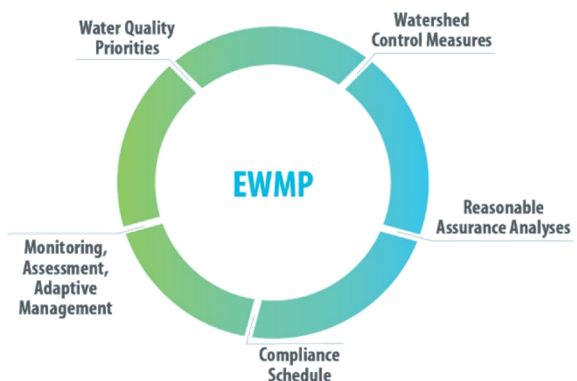 Water Quality
Priorities
Watershed
Control Measures
EWMP
Reasonable
Assurance Analyses
Monitoring,
Assessment,
Adaptive
Management
Compliance
Schedule